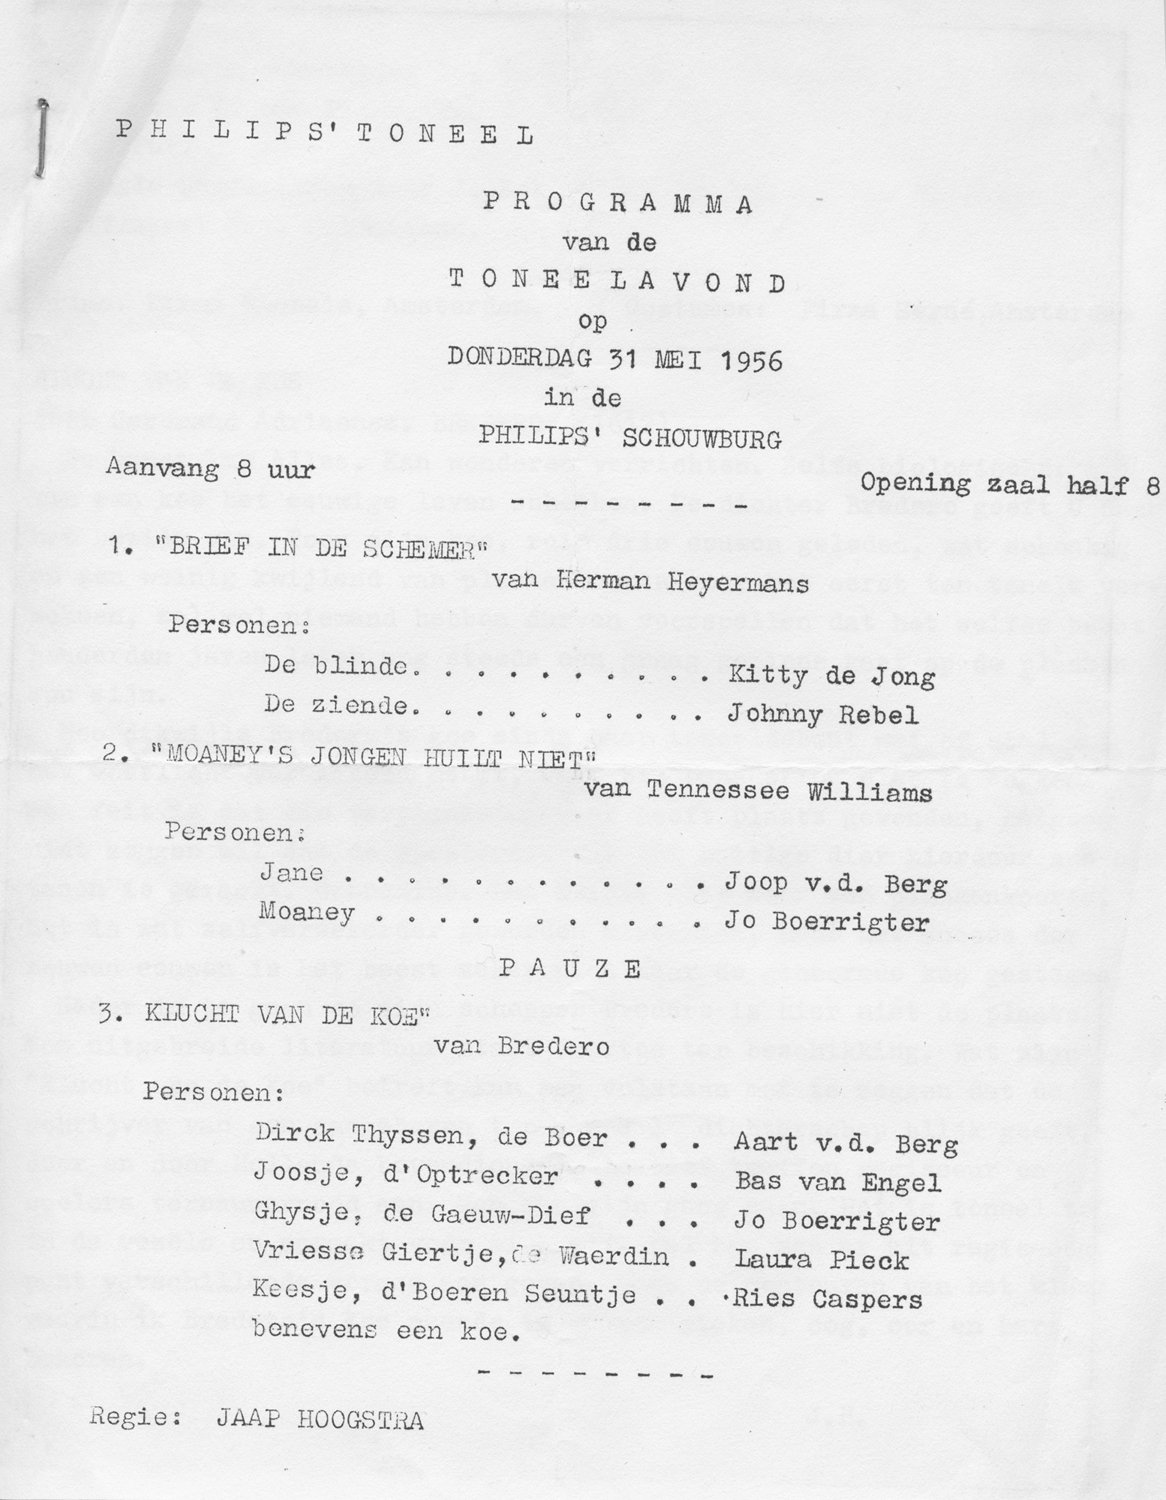 PHILIPS' TONEEL
PROGRAMMA
van de
TONEELAVOND
op
DONDERDAG 31 MEI 1956
in de
PHILIPS' SCHOUWBURG
Aanvang 8 uur
Opening zaal half 8
- - - - - - - -
1. "BRIEF IN DE SCHEMER"
van Herman Heyermans
Personen:
De blinde. . . . . . . . . . . Kitty de Jong
De ziende. . . . . . . . . . . Johnny Rebel
2. "MOANEY'S JONGEN HUILT NIET"
van Tennessee Williams
Personen:
Jane . . . . . . . . . . . . Joop v.d. Berg
Moaney . . . . . . . . . . . Jo Boerrigter
PAUZE
3. KLUCHT VAN DE KOE"
van Bredero
Personen:
Dirck Thyssen, de Boer . . . Aart v.d. Berg
Joosje, d'Optrecker . . . . Bas van Engel
Ghysje, de Gaeuw-Dief . . . Jo Boerrigter
Vriesse Giertje,de Waerdin . Laura Pieck
Keesje, d'Boeren Seuntje . . .Ries Caspers
benevens een koe.
- - - - - - - -
Regie: JAAP HOOGSTRA